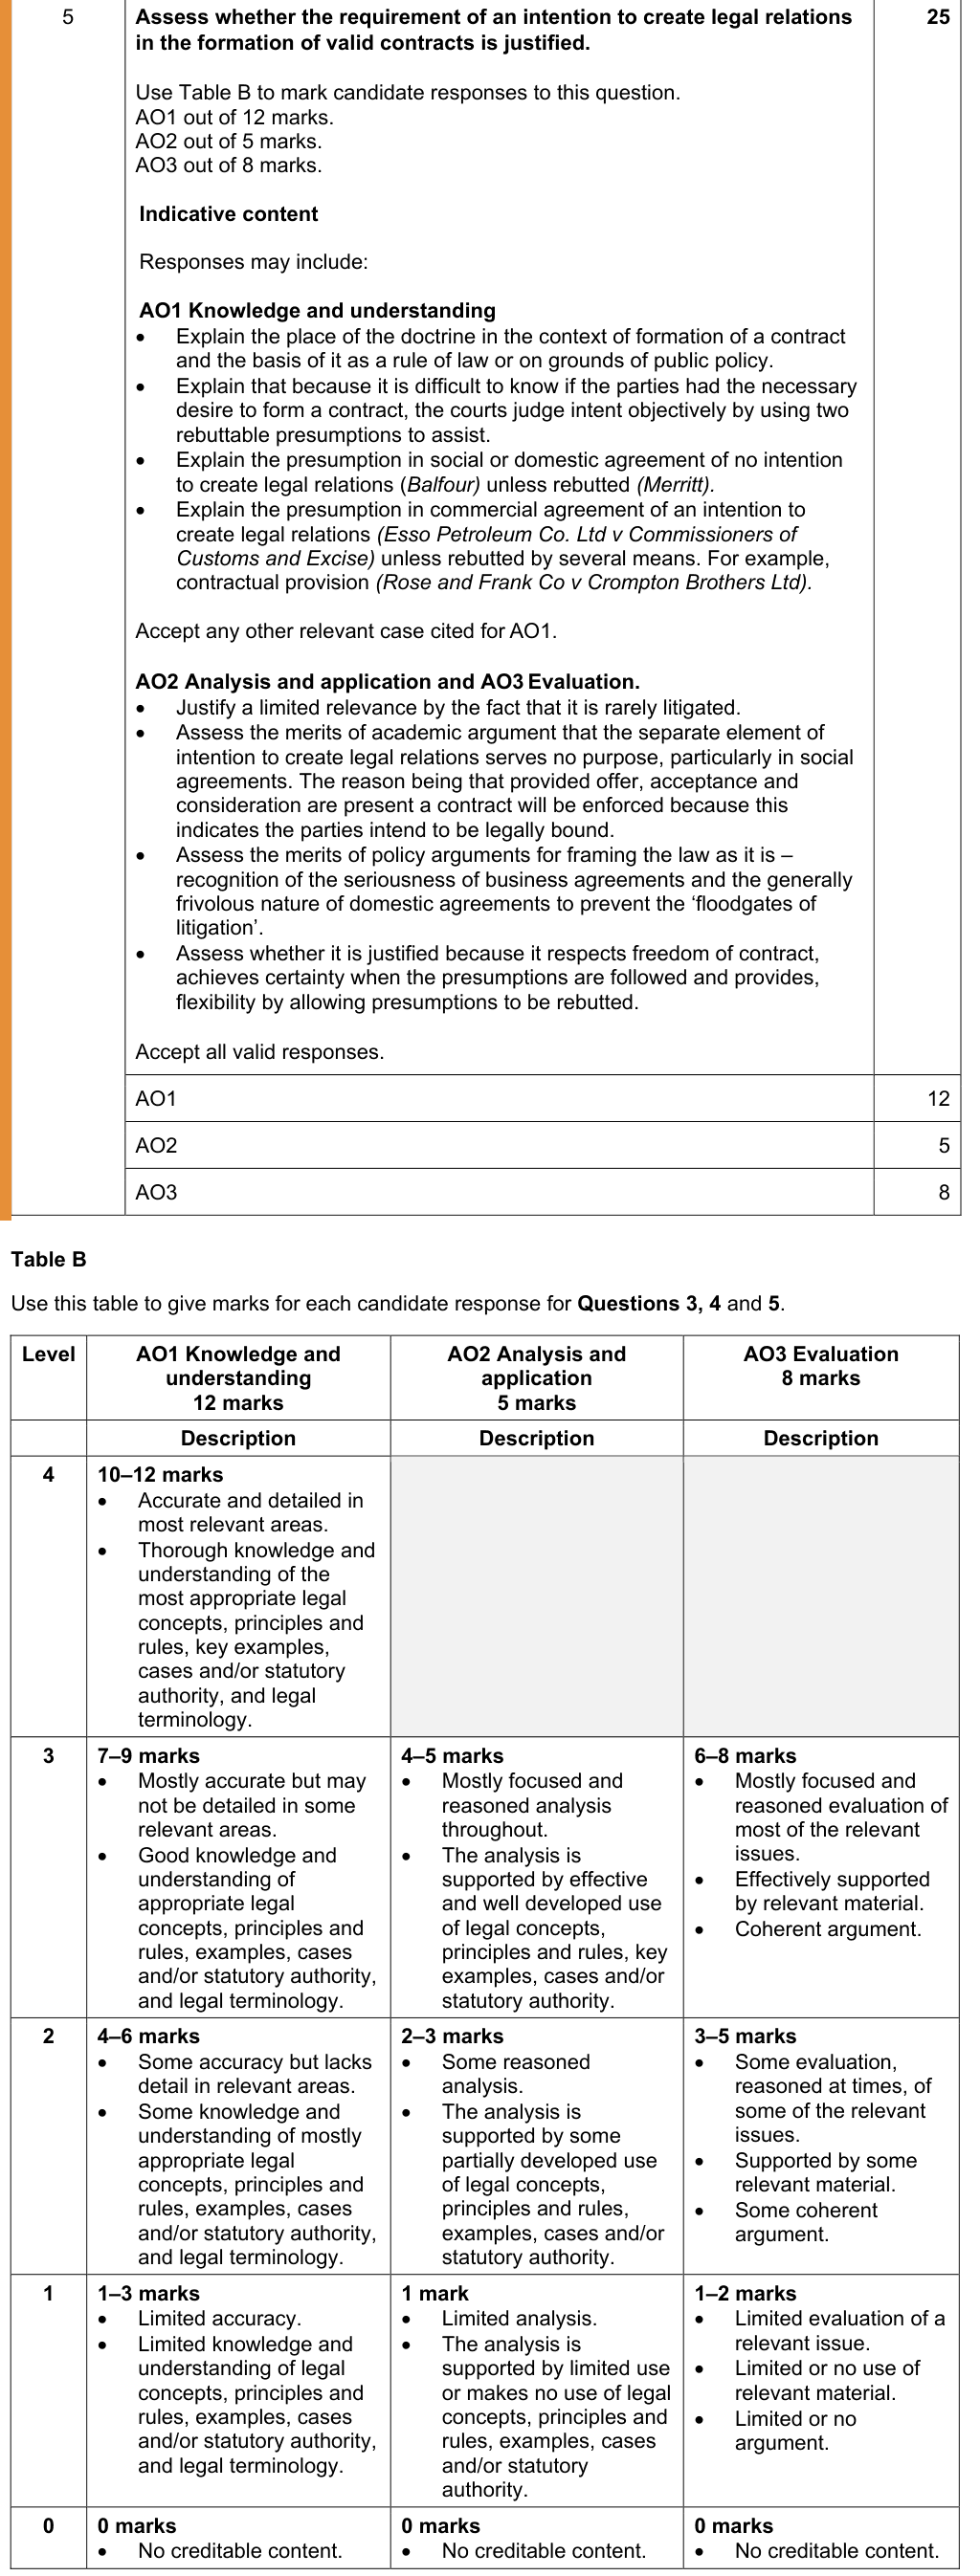 5
Assess whether the requirement of an intention to create legal relations
in the formation of valid contracts is justified.
25
Use Table B to mark candidate responses to this question.
AO1 out of 12 marks.
AO2 out of 5 marks.
AO3 out of 8 marks.
Indicative content
Responses may include:
AO1 Knowledge and understanding
• Explain the place of the doctrine in the context of formation of a contract
and the basis of it as a rule of law or on grounds of public policy.
• Explain that because it is difficult to know if the parties had the necessary
desire to form a contract, the courts judge intent objectively by using two
rebuttable presumptions to assist.
• Explain the presumption in social or domestic agreement of no intention
to create legal relations (Balfour) unless rebutted (Merritt).
• Explain the presumption in commercial agreement of an intention to
create legal relations (Esso Petroleum Co. Ltd v Commissioners of
Customs and Excise) unless rebutted by several means. For example,
contractual provision (Rose and Frank Co v Crompton Brothers Ltd).
Accept any other relevant case cited for AO1.
AO2 Analysis and application and AO3 Evaluation.
• Justify a limited relevance by the fact that it is rarely litigated.
• Assess the merits of academic argument that the separate element of
intention to create legal relations serves no purpose, particularly in social
agreements. The reason being that provided offer, acceptance and
consideration are present a contract will be enforced because this
indicates the parties intend to be legally bound.
• Assess the merits of policy arguments for framing the law as it is –
recognition of the seriousness of business agreements and the generally
frivolous nature of domestic agreements to prevent the ‘floodgates of
litigation’.
• Assess whether it is justified because it respects freedom of contract,
achieves certainty when the presumptions are followed and provides,
flexibility by allowing presumptions to be rebutted.
Accept all valid responses.
AO1 12
AO2 5
AO3 8
Table B
Use this table to give marks for each candidate response for Questions 3, 4 and 5.
Level
AO1 Knowledge and
understanding
12 marks
AO2 Analysis and
application
5 marks
AO3 Evaluation
8 marks
Description
Description
Description
4
10–12 marks
• Accurate and detailed in
most relevant areas.
• Thorough knowledge and
understanding of the
most appropriate legal
concepts, principles and
rules, key examples,
cases and/or statutory
authority, and legal
terminology.
3
7–9 marks
• Mostly accurate but may
not be detailed in some
relevant areas.
• Good knowledge and
understanding of
appropriate legal
concepts, principles and
rules, examples, cases
and/or statutory authority,
and legal terminology.
4–5 marks
• Mostly focused and
reasoned analysis
throughout.
• The analysis is
supported by effective
and well developed use
of legal concepts,
principles and rules, key
examples, cases and/or
statutory authority.
6–8 marks
• Mostly focused and
reasoned evaluation of
most of the relevant
issues.
• Effectively supported
by relevant material.
• Coherent argument.
2
4–6 marks
• Some accuracy but lacks
detail in relevant areas.
• Some knowledge and
understanding of mostly
appropriate legal
concepts, principles and
rules, examples, cases
and/or statutory authority,
and legal terminology.
2–3 marks
• Some reasoned
analysis.
• The analysis is
supported by some
partially developed use
of legal concepts,
principles and rules,
examples, cases and/or
statutory authority.
3–5 marks
• Some evaluation,
reasoned at times, of
some of the relevant
issues.
• Supported by some
relevant material.
• Some coherent
argument.
1
1–3 marks
• Limited accuracy.
• Limited knowledge and
understanding of legal
concepts, principles and
rules, examples, cases
and/or statutory authority,
and legal terminology.
1 mark
• Limited analysis.
• The analysis is
supported by limited use
or makes no use of legal
concepts, principles and
rules, examples, cases
and/or statutory
authority.
1–2 marks
• Limited evaluation of a
relevant issue.
• Limited or no use of
relevant material.
• Limited or no
argument.
0
0 marks
• No creditable content.
0 marks
• No creditable content.
0 marks
• No creditable content.